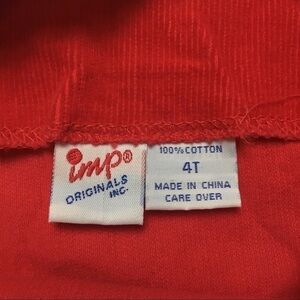 imp®
ORIGINALS
INC.
100% COTTON
4T
MADE IN CHINA
CARE OVER